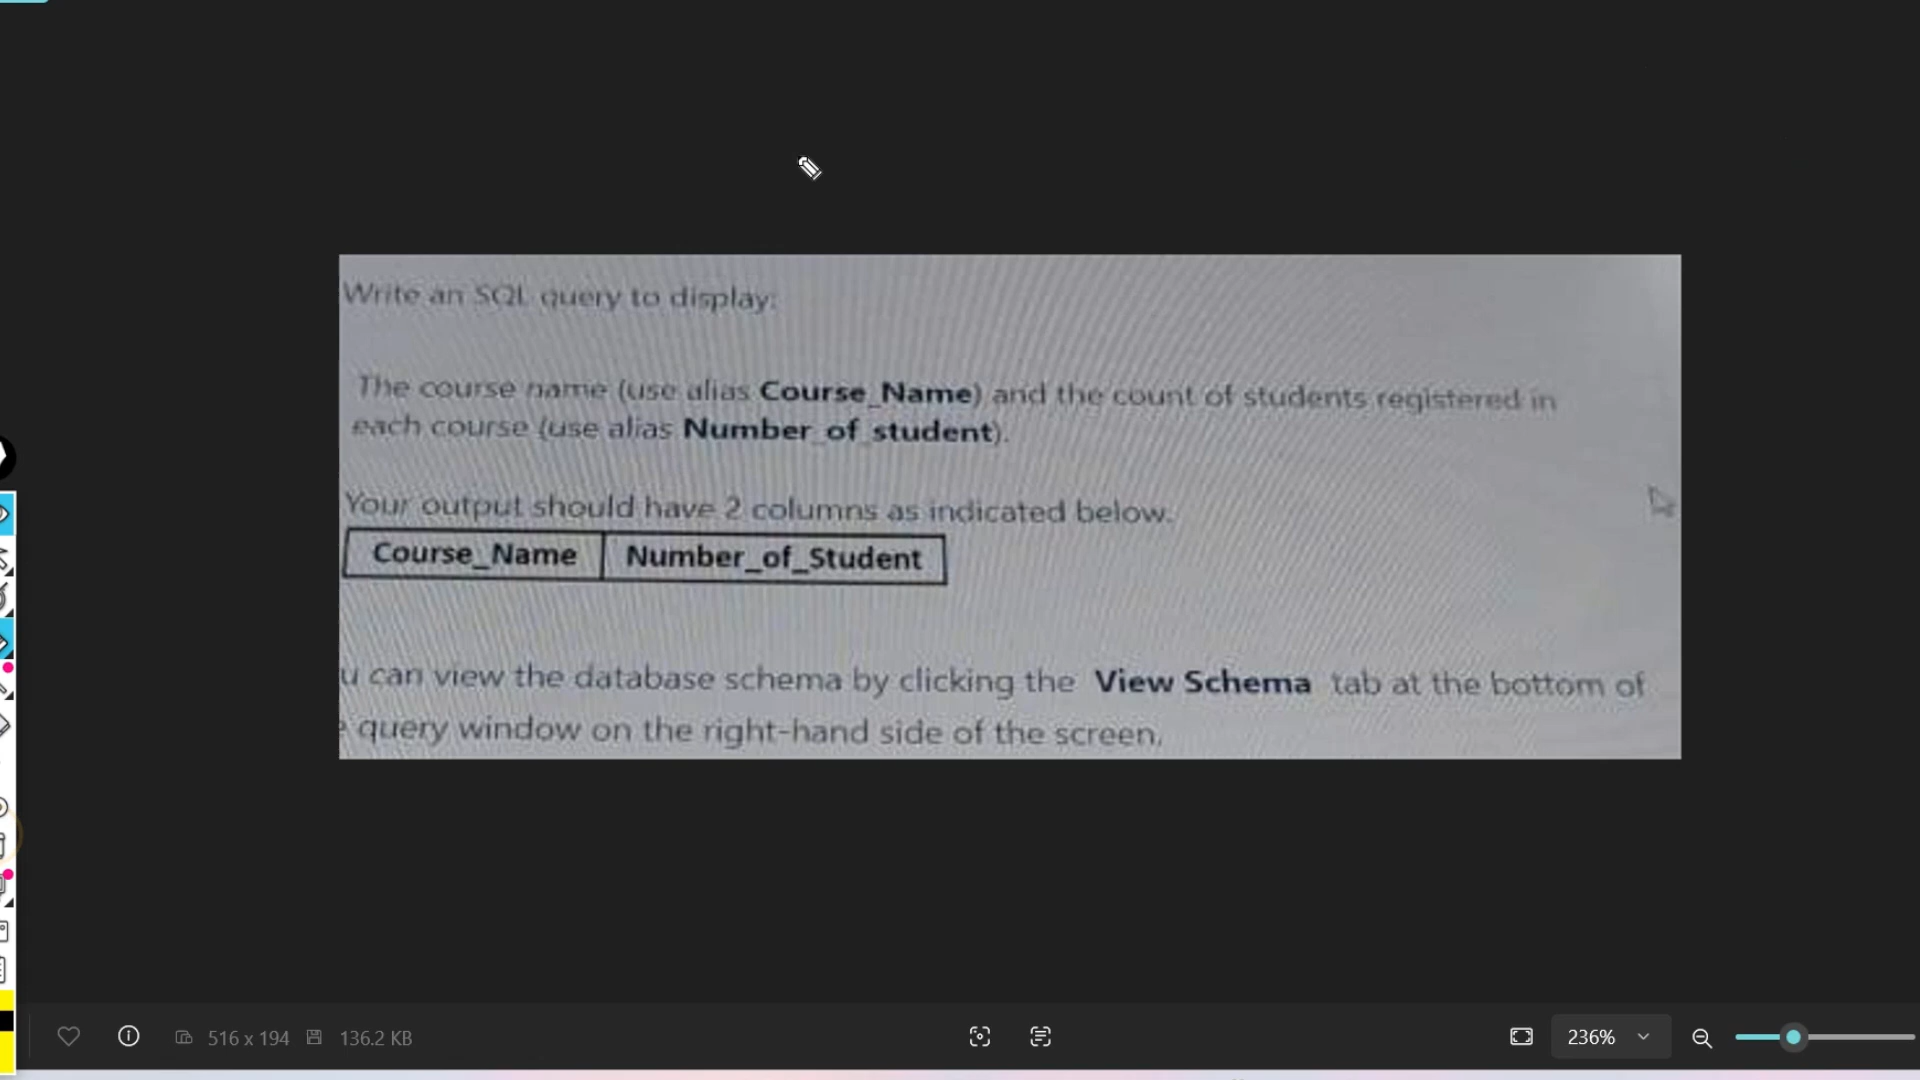 Write an SQL query to display:
The course name (use alias Course_Name) and the count of students registered in
each course (use alias Number_of_student).
Your output should have 2 columns as indicated below.
Course_Name Number_of_Student
u can view the database schema by clicking the View Schema tab at the bottom of
query window on the right-hand side of the screen.
516 x 194 136.2 KB 236%